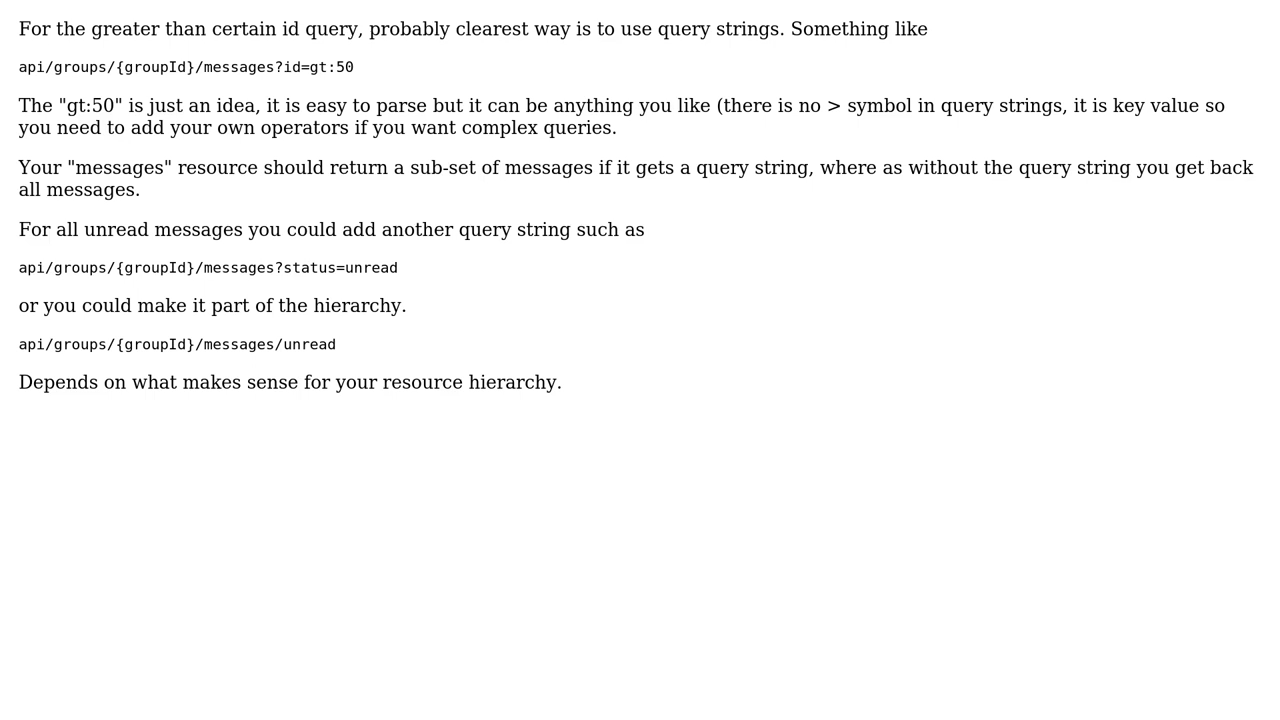 For the greater than certain id query, probably clearest way is to use query strings. Something like
api/groups/{groupId}/messages?id=gt:50
The "gt:50" is just an idea, it is easy to parse but it can be anything you like (there is no > symbol in query strings, it is key value so
you need to add your own operators if you want complex queries.
Your "messages" resource should return a sub-set of messages if it gets a query string, where as without the query string you get back
all messages.
For all unread messages you could add another query string such as
api/groups/{groupId}/messages?status=unread
or you could make it part of the hierarchy.
api/groups/{groupId}/messages/unread
Depends on what makes sense for your resource hierarchy.